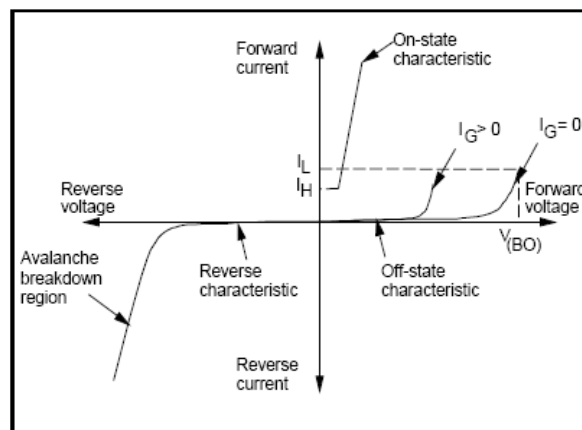 On-state
characteristic
Forward
current
I_G > 0
I_G = 0
I_L
I_H
Reverse
voltage
Forward
voltage
V_(BO)
Avalanche
breakdown
region
Reverse
characteristic
Off-state
characteristic
Reverse
current